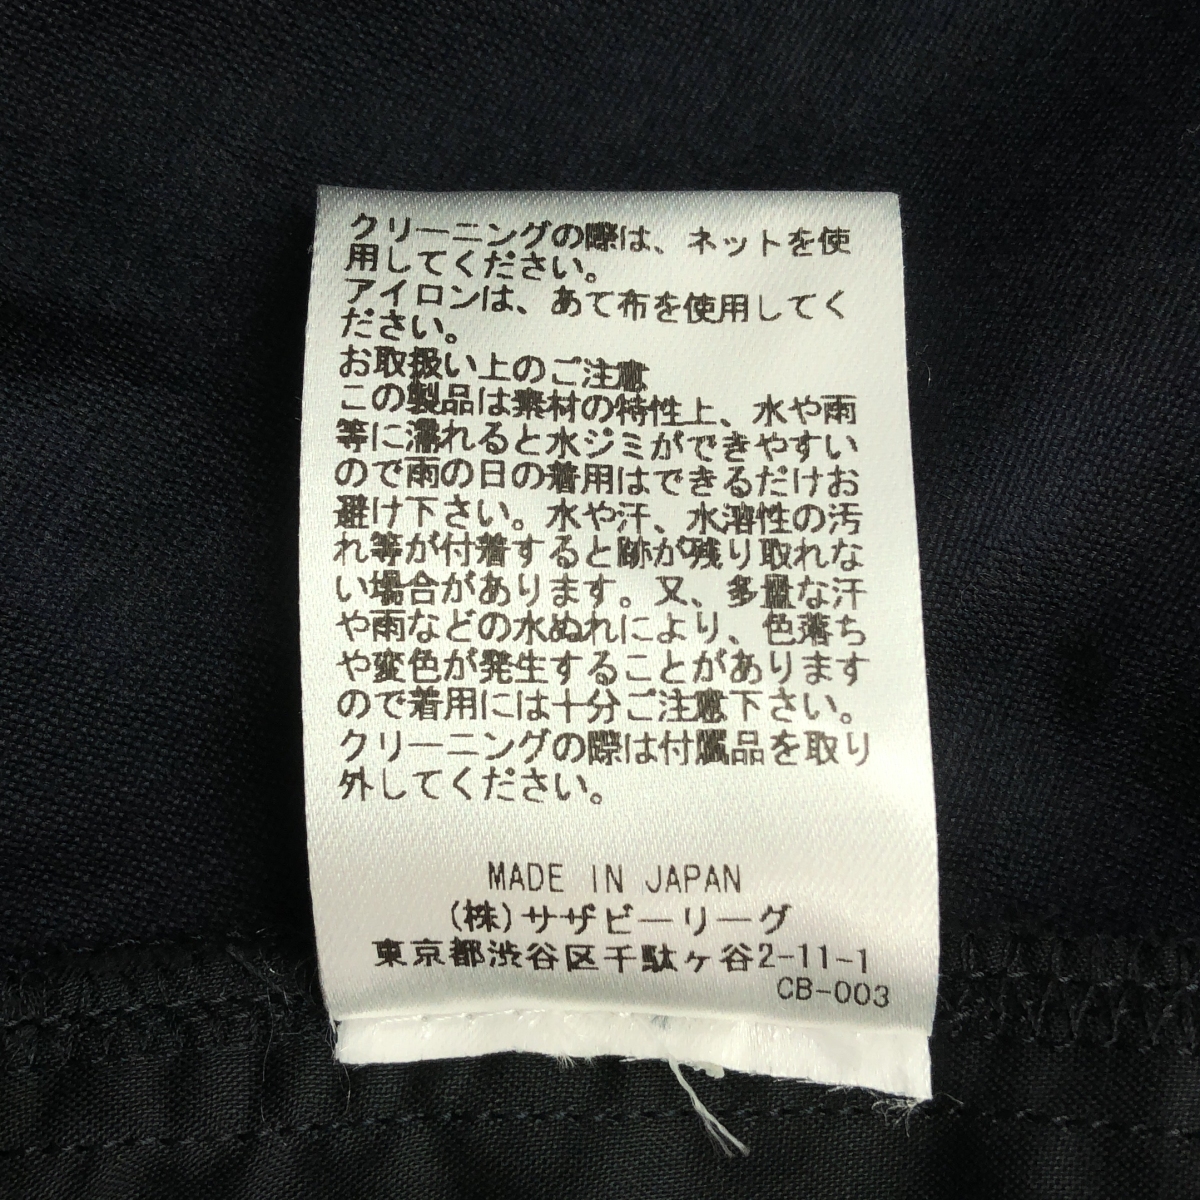 クリーニングの際は、ネットを使
用してください。
アイロンは、あて布を使用してく
ださい。
お取扱い上のご注意
この製品は素材の特性上、水や雨
等に濡れると水ジミができやすい
ので雨の日の着用はできるだけお
避け下さい。水や汗、水溶性の汚
れ等が付着すると跡が残り取れな
い場合があります。又、多量な汗
や雨などの水ぬれにより、色落ち
や変色が発生することがあります
ので着用には十分ご注意下さい。
クリーニングの際は付属品を取り
外してください。
MADE IN JAPAN
(株)サザビーリーグ
東京都渋谷区千駄ヶ谷2-11-1
CB-003